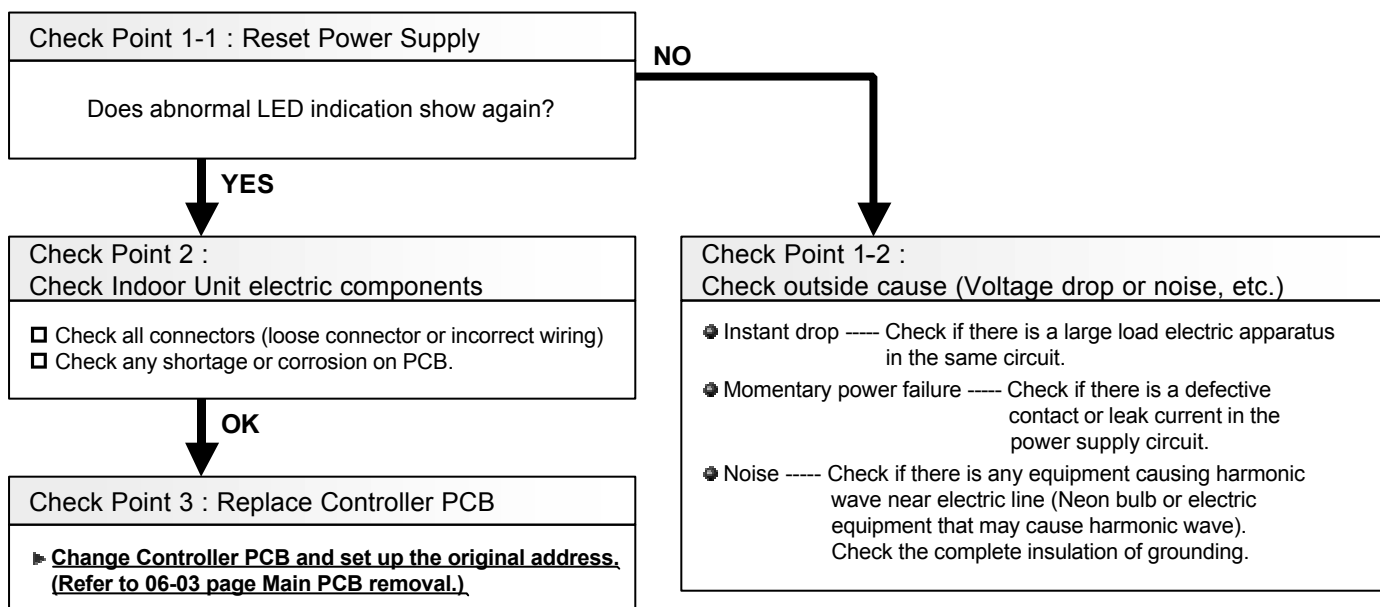 Check Point 1-1 : Reset Power Supply
Does abnormal LED indication show again?
NO
YES
Check Point 2 :
Check Indoor Unit electric components
Check all connectors (loose connector or incorrect wiring)
Check any shortage or corrosion on PCB.
OK
Check Point 3 : Replace Controller PCB
Change Controller PCB and set up the original address.
(Refer to 06-03 page Main PCB removal.)
Check Point 1-2 :
Check outside cause (Voltage drop or noise, etc.)
Instant drop ----- Check if there is a large load electric apparatus
in the same circuit.
Momentary power failure ----- Check if there is a defective
contact or leak current in the
power supply circuit.
Noise ----- Check if there is any equipment causing harmonic
wave near electric line (Neon bulb or electric
equipment that may cause harmonic wave).
Check the complete insulation of grounding.